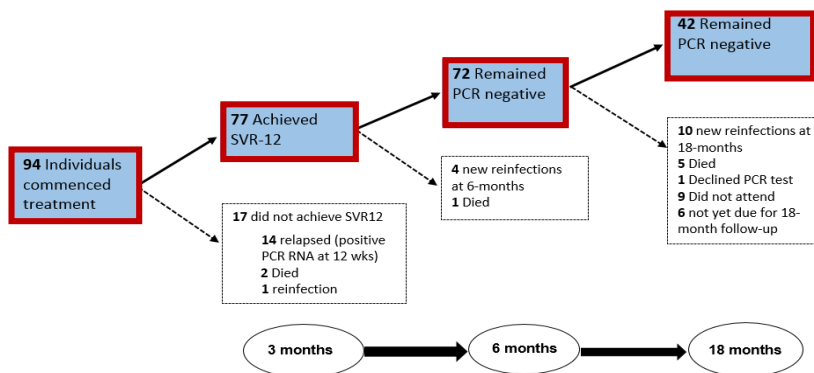 94 Individuals
commenced
treatment
77 Achieved
SVR-12
17 did not achieve SVR12
14 relapsed (positive
PCR RNA at 12 wks)
2 Died
1 reinfection
72 Remained
PCR negative
4 new reinfections
at 6-months
1 Died
42 Remained
PCR negative
10 new reinfections at
18-months
5 Died
1 Declined PCR test
9 Did not attend
6 not yet due for 18-
month follow-up
3 months
6 months
18 months